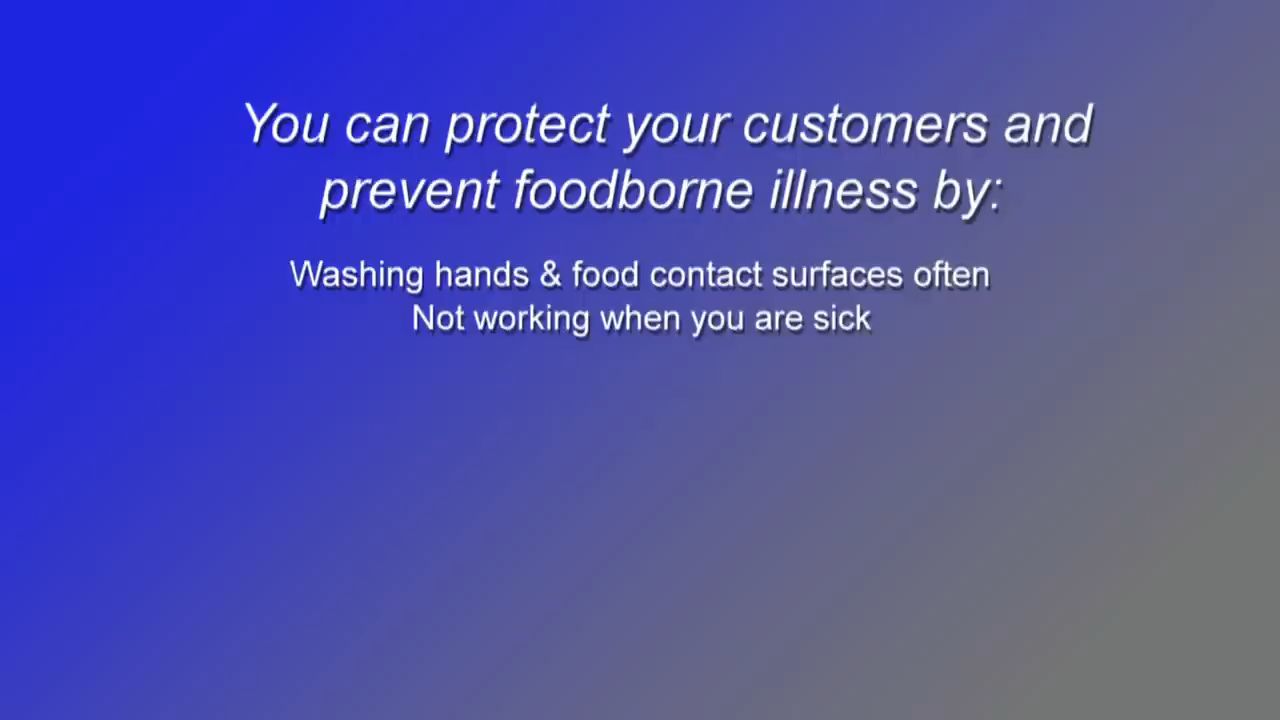 You can protect your customers and
prevent foodborne illness by:
Washing hands & food contact surfaces often
Not working when you are sick